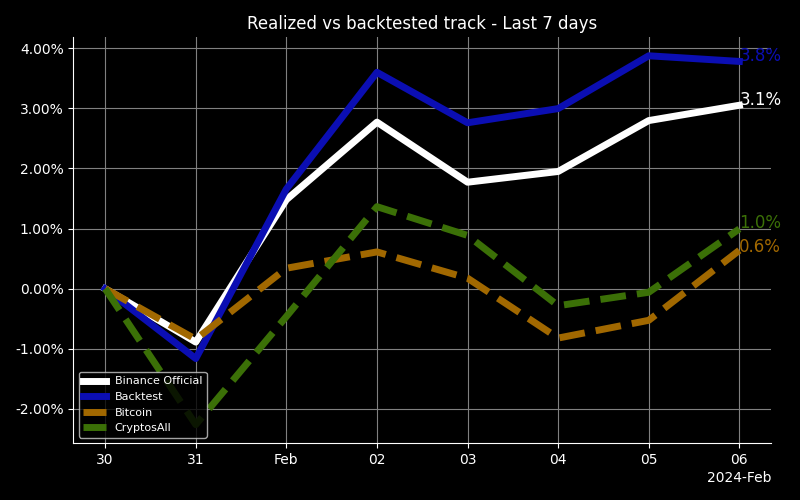 Realized vs backtested track - Last 7 days
4.00%
3.00%
2.00%
1.00%
0.00%
-1.00%
-2.00%
3.8%
3.1%
1.0%
0.6%
Binance Official
Backtest
Bitcoin
CryptosAll
30 31 Feb 02 03 04 05 06
2024-Feb